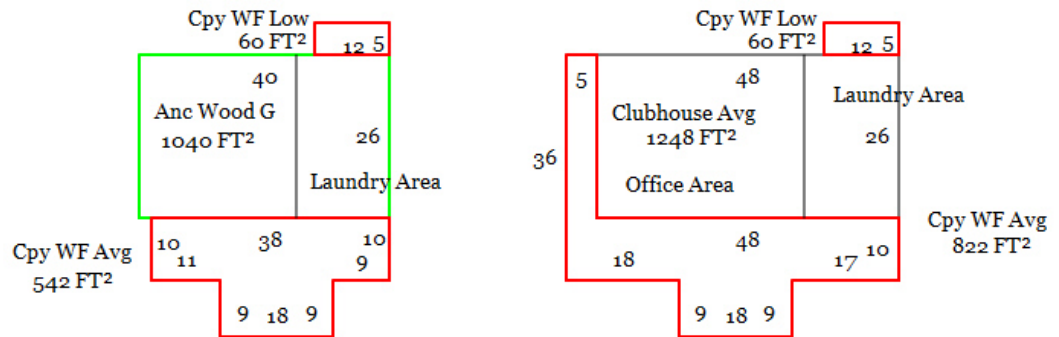 Cpy WF Low
60 FT²
12 5
40
Anc Wood G
1040 FT²
26
Laundry Area
Cpy WF Avg
542 FT²
10
11
38
10
9
9 18 9
Cpy WF Low
60 FT²
12 5
5
48
Laundry Area
Clubhouse Avg
1248 FT²
26
36
Office Area
Cpy WF Avg
822 FT²
48
10
18
17
9 18 9